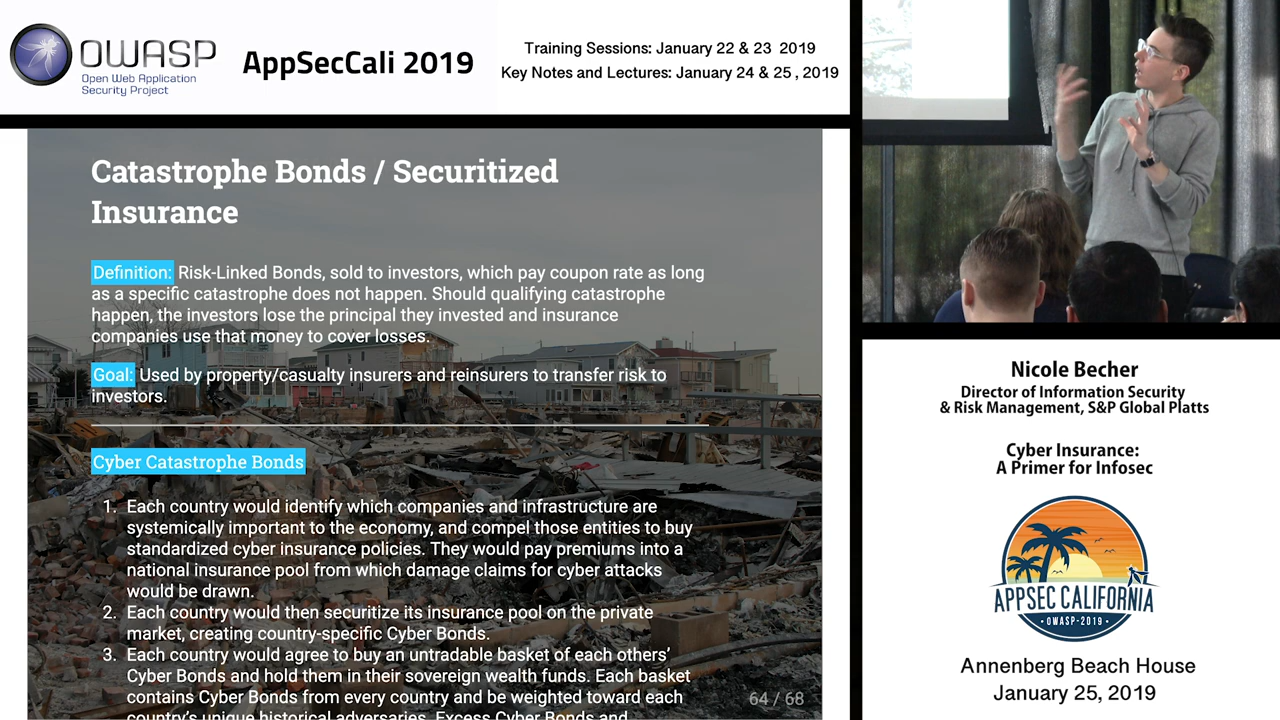 OWASP
Open Web Application
Security Project
AppSecCali 2019
Training Sessions: January 22 & 23 2019
Key Notes and Lectures: January 24 & 25 , 2019
Catastrophe Bonds / Securitized
Insurance
Definition: Risk-Linked Bonds, sold to investors, which pay coupon rate as long
as a specific catastrophe does not happen. Should qualifying catastrophe
happen, the investors lose the principal they invested and insurance
companies use that money to cover losses.
Goal: Used by property/casualty insurers and reinsurers to transfer risk to
investors.
Cyber Catastrophe Bonds
1. Each country would identify which companies and infrastructure are
systemically important to the economy, and compel those entities to buy
standardized cyber insurance policies. They would pay premiums into a
national insurance pool from which damage claims for cyber attacks
would be drawn.
2. Each country would then securitize its insurance pool on the private
market, creating country-specific Cyber Bonds.
3. Each country would agree to buy an untradable basket of each others’
Cyber Bonds and hold them in their sovereign wealth funds. Each basket
contains Cyber Bonds from every country and be weighted toward each
country’s unique historical adversaries. Excess Cyber Bonds and
64 / 68
Nicole Becher
Director of Information Security
& Risk Management, S&P Global Platts
Cyber Insurance:
A Primer for Infosec
APPSEC CALIFORNIA
• OWASP-2019 •
Annenberg Beach House
January 25, 2019